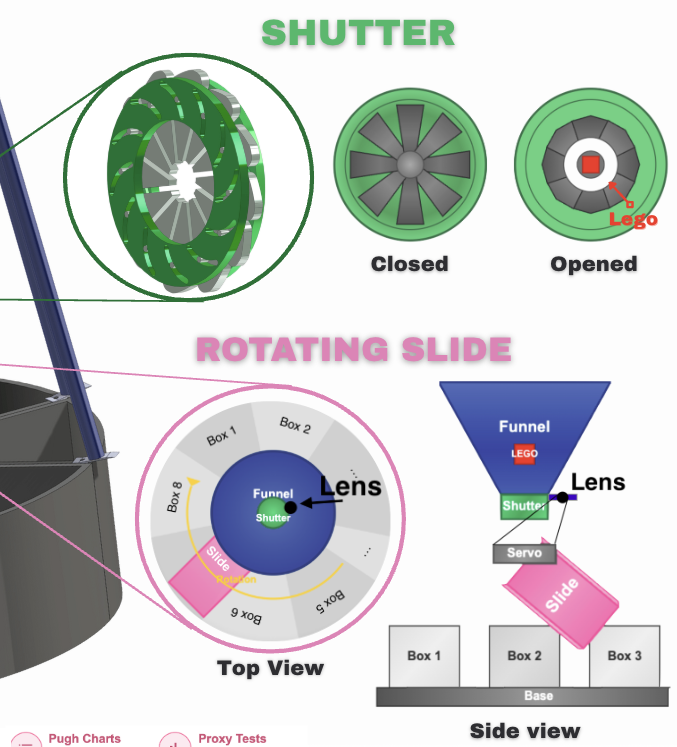 SHUTTER
Lego
Closed
Opened
ROTATING SLIDE
Box 1
Box 2
...
Box 8
Funnel
Lens
Shutter
Slide
Rotation
...
Box 6
Box 5
Top View
Funnel
LEGO
Lens
Shutter
Servo
Slide
Box 1
Box 2
Box 3
Base
Side view
Pugh Charts
Proxy Tests